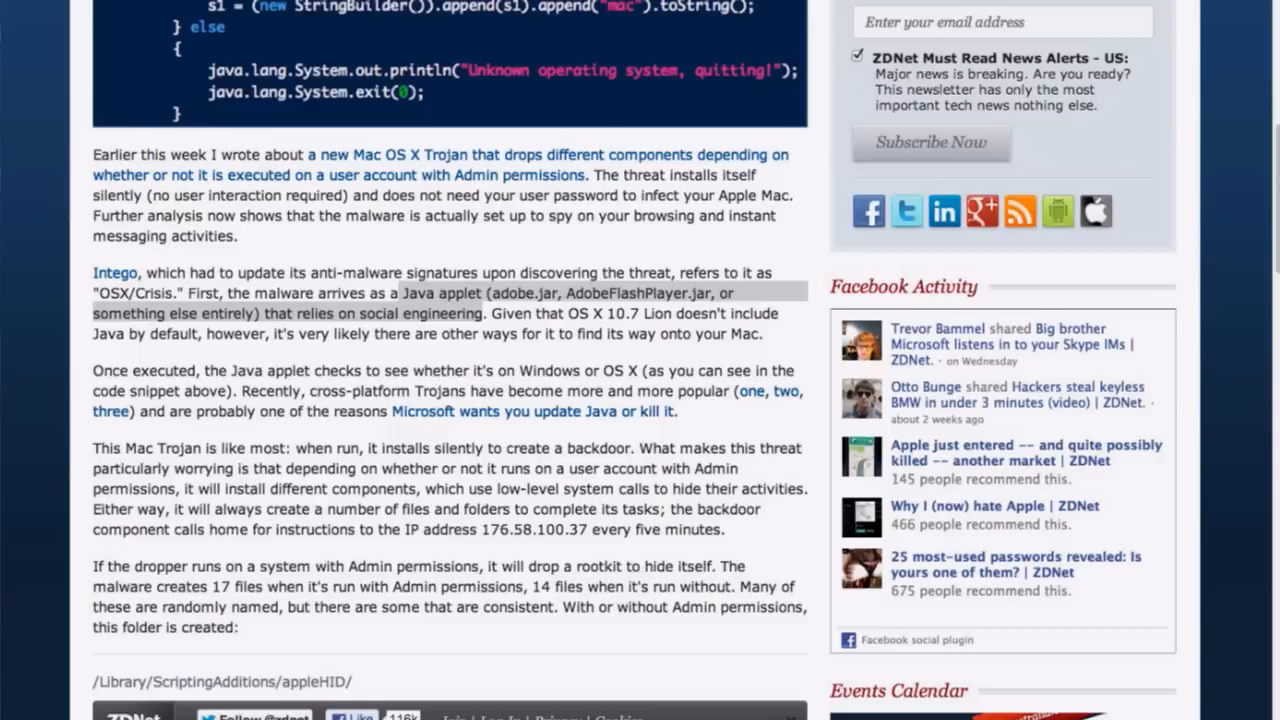 s1 = (new StringBuilder()).append(s1).append("mac").toString();
} else
{
java.lang.System.out.println("Unknown operating system, quitting!");
java.lang.System.exit(0);
}
Earlier this week I wrote about a new Mac OS X Trojan that drops different components depending on
whether or not it is executed on a user account with Admin permissions. The threat installs itself
silently (no user interaction required) and does not need your user password to infect your Apple Mac.
Further analysis now shows that the malware is actually set up to spy on your browsing and instant
messaging activities.
Intego, which had to update its anti-malware signatures upon discovering the threat, refers to it as
"OSX/Crisis." First, the malware arrives as a Java applet (adobe.jar, AdobeFlashPlayer.jar, or
something else entirely) that relies on social engineering. Given that OS X 10.7 Lion doesn't include
Java by default, however, it's very likely there are other ways for it to find its way onto your Mac.
Once executed, the Java applet checks to see whether it's on Windows or OS X (as you can see in the
code snippet above). Recently, cross-platform Trojans have become more and more popular (one, two,
three) and are probably one of the reasons Microsoft wants you update Java or kill it.
This Mac Trojan is like most: when run, it installs silently to create a backdoor. What makes this threat
particularly worrying is that depending on whether or not it runs on a user account with Admin
permissions, it will install different components, which use low-level system calls to hide their activities.
Either way, it will always create a number of files and folders to complete its tasks; the backdoor
component calls home for instructions to the IP address 176.58.100.37 every five minutes.
If the dropper runs on a system with Admin permissions, it will drop a rootkit to hide itself. The
malware creates 17 files when it's run with Admin permissions, 14 files when it's run without. Many of
these are randomly named, but there are some that are consistent. With or without Admin permissions,
this folder is created:
/Library/ScriptingAdditions/appleHID/
ZDNet Follow @zdnet Like 116k Join | Log In | Privacy | Cookies
Enter your email address
ZDNet Must Read News Alerts - US:
Major news is breaking. Are you ready?
This newsletter has only the most
important tech news nothing else.
Subscribe Now
Facebook Activity
Trevor Bammel shared Big brother
Microsoft listens in to your Skype IMs |
ZDNet. · on Wednesday
Otto Bunge shared Hackers steal keyless
BMW in under 3 minutes (video) | ZDNet. ·
about 2 weeks ago
Apple just entered -- and quite possibly
killed -- another market | ZDNet
145 people recommend this.
Why I (now) hate Apple | ZDNet
466 people recommend this.
25 most-used passwords revealed: Is
yours one of them? | ZDNet
675 people recommend this.
Facebook social plugin
Events Calendar